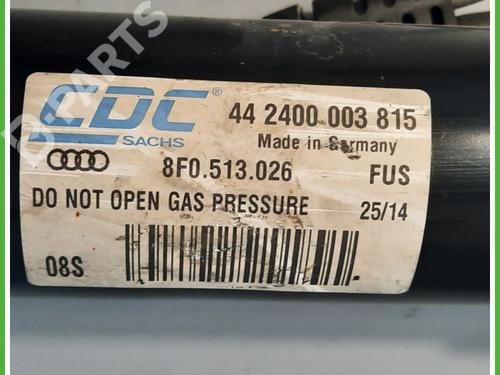 CDC®
SACHS
44 2400 003 815
Made in Germany
8F0.513.026
FUS
DO NOT OPEN GAS PRESSURE
25/14
08S
D-PARTS